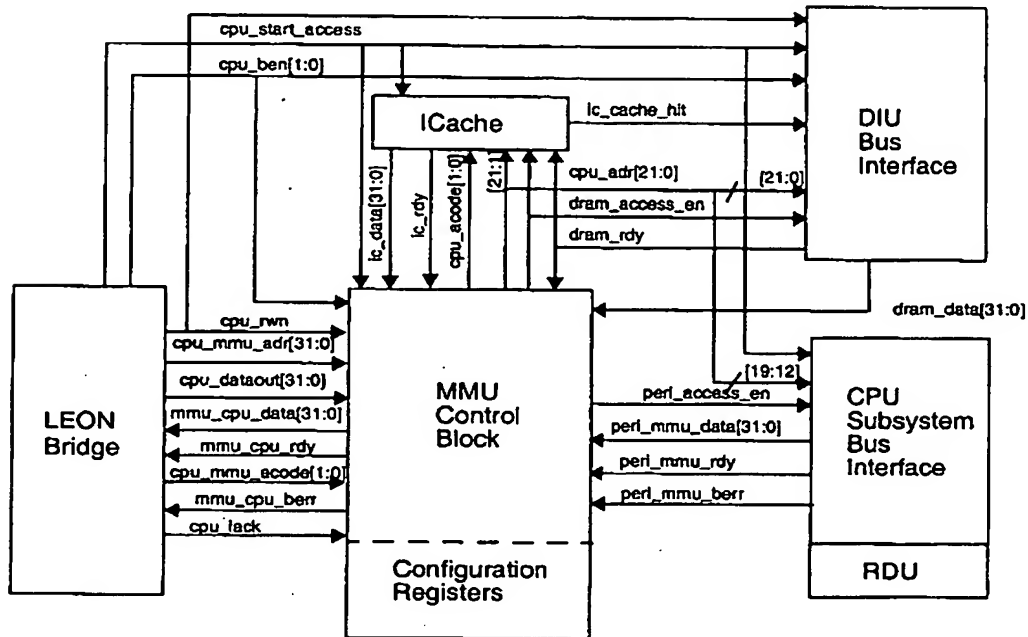 cpu_start_access
cpu_ben[1:0]
ICache
ic_cache_hit
DIU
Bus
Interface
ic_data[31:0]
ic_rdy
cpu_acode[1:0]
[21:1]
cpu_adr[21:0]
[21:0]
dram_access_en
dram_rdy
dram_data[31:0]
LEON
Bridge
cpu_rwn
cpu_mmu_adr[31:0]
cpu_dataout[31:0]
mmu_cpu_data[31:0]
mmu_cpu_rdy
cpu_mmu_acode[1:0]
mmu_cpu_berr
cpu_iack
MMU
Control
Block
Configuration
Registers
[19:12]
peri_access_en
peri_mmu_data[31:0]
peri_mmu_rdy
peri_mmu_berr
CPU
Subsystem
Bus
Interface
RDU